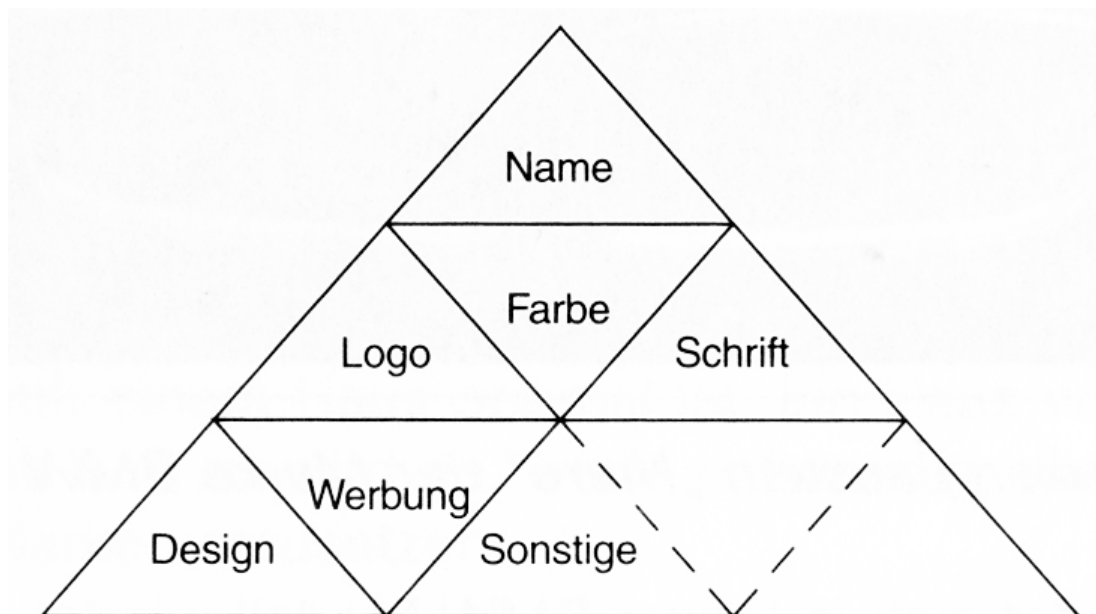 Name
Farbe
Logo
Schrift
Werbung
Design
Sonstige